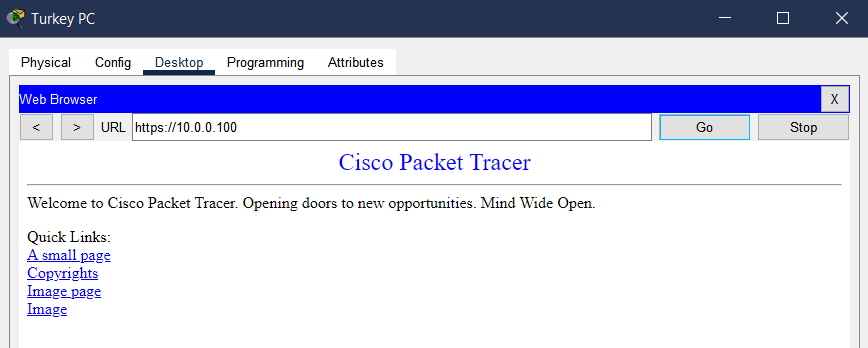 Turkey PC
Physical Config Desktop Programming Attributes
Web Browser X
< > URL https://10.0.0.100 Go Stop
Cisco Packet Tracer
Welcome to Cisco Packet Tracer. Opening doors to new opportunities. Mind Wide Open.
Quick Links:
A small page
Copyrights
Image page
Image